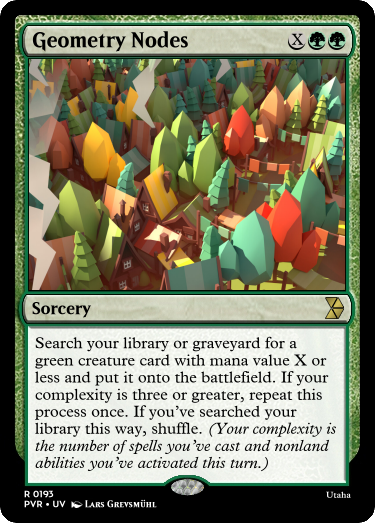 Geometry Nodes X
Sorcery
Search your library or graveyard for a
green creature card with mana value X or
less and put it onto the battlefield. If your
complexity is three or greater, repeat this
process once. If you've searched your
library this way, shuffle. (Your complexity is
the number of spells you've cast and nonland
abilities you've activated this turn.)
R 0193
PVR • UV Lars Grevsmühl
Utaha